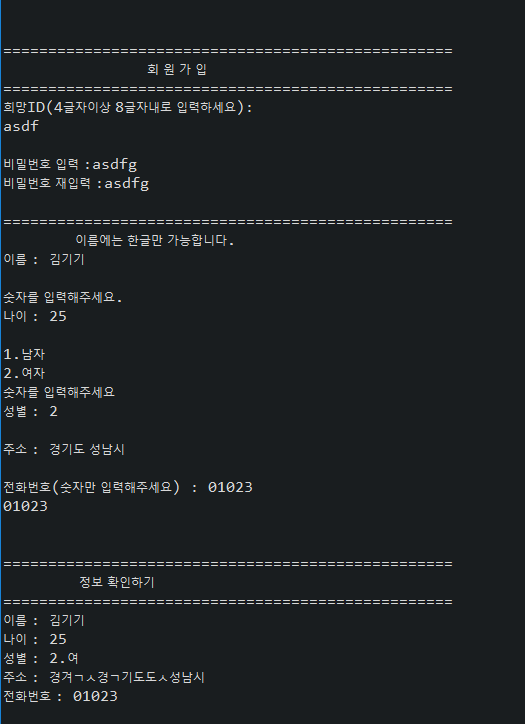 ==================================================
회 원 가 입
==================================================
희망ID(4글자이상 8글자내로 입력하세요):
asdf
비밀번호 입력 :asdfg
비밀번호 재입력 :asdfg
==================================================
이름에는 한글만 가능합니다.
이름 : 김기기
숫자를 입력해주세요.
나이 : 25
1.남자
2.여자
숫자를 입력해주세요
성별 : 2
주소 : 경기도 성남시
전화번호(숫자만 입력해주세요) : 01023
01023
==================================================
정보 확인하기
==================================================
이름 : 김기기
나이 : 25
성별 : 2.여
주소 : 경겨ㄱㅅ경ㄱ기도도ㅅ성남시
전화번호 : 01023